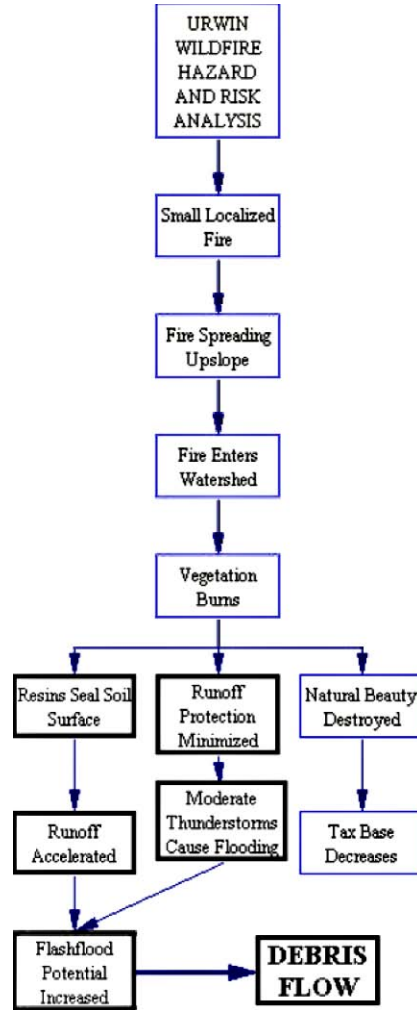 URWIN
WILDFIRE
HAZARD
AND RISK
ANALYSIS
Small Localized
Fire
Fire Spreading
Upslope
Fire Enters
Watershed
Vegetation
Burns
Resins Seal Soil
Surface
Runoff
Protection
Minimized
Natural Beauty
Destroyed
Runoff
Accelerated
Moderate
Thunderstorms
Cause Flooding
Tax Base
Decreases
Flashflood
Potential
Increased
DEBRIS
FLOW